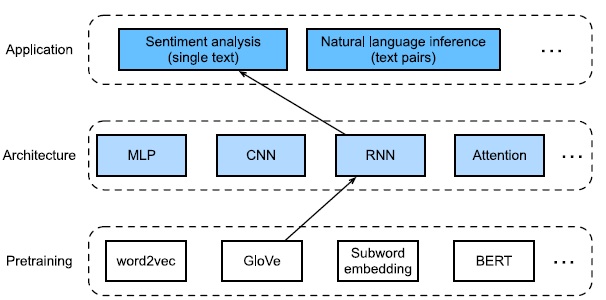 Application
Sentiment analysis
(single text)
Natural language inference
(text pairs)
...
Architecture
MLP
CNN
RNN
Attention
...
Pretraining
word2vec
GloVe
Subword
embedding
BERT
...